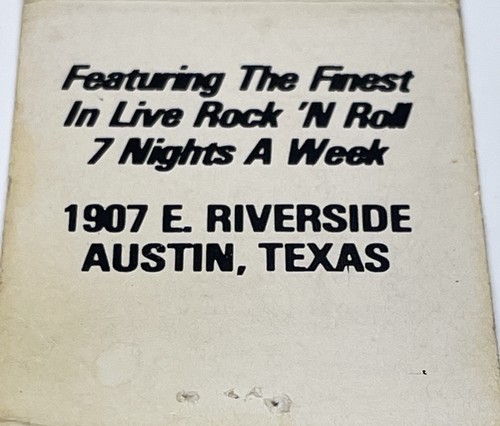 Featuring The Finest
In Live Rock 'N Roll
7 Nights A Week
1907 E. RIVERSIDE
AUSTIN, TEXAS